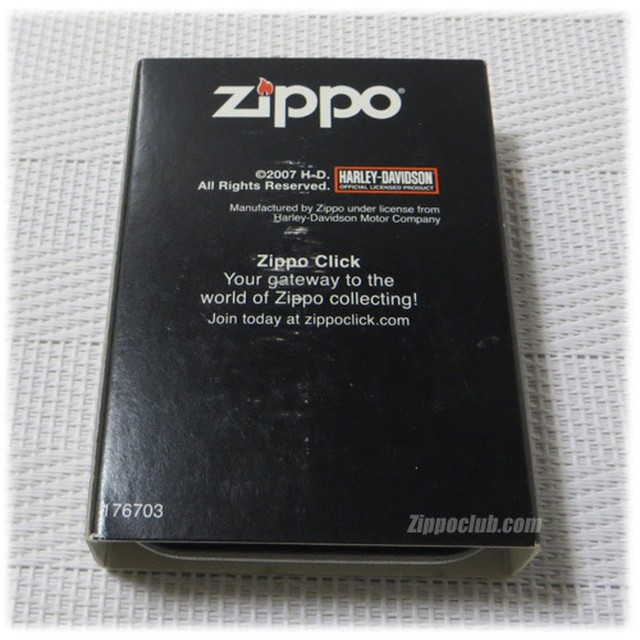 zippo®
©2007 H-D.
All Rights Reserved.
HARLEY-DAVIDSON
OFFICIAL LICENSED PRODUCT
Manufactured by Zippo under license from
Harley-Davidson Motor Company
Zippo Click
Your gateway to the
world of Zippo collecting!
Join today at zippoclick.com
176703
Zippoclub.com